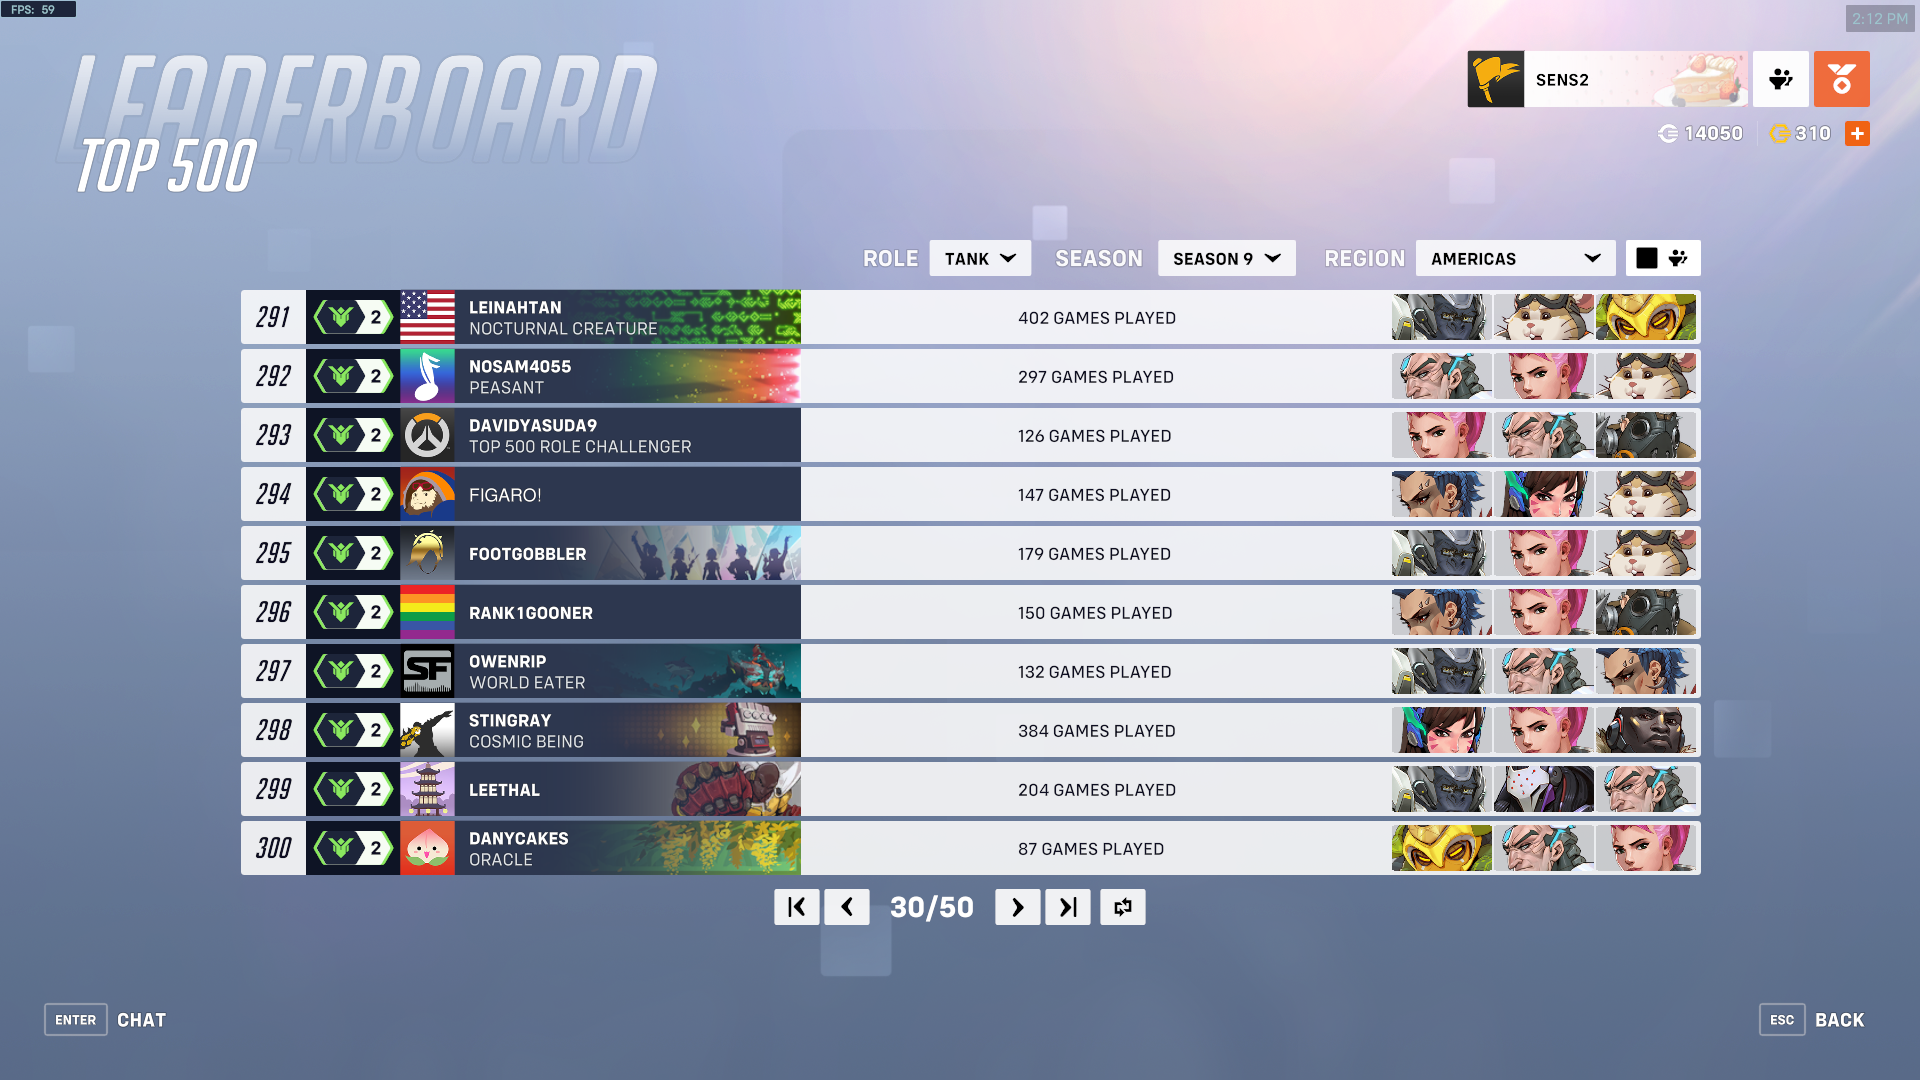 FPS: 59
2:12 PM
LEADERBOARD
TOP 500
SENS2
14050
310
ROLE
TANK
SEASON
SEASON 9
REGION
AMERICAS
291
2
LEINAHTAN
NOCTURNAL CREATURE
402 GAMES PLAYED
292
2
NOSAM4055
PEASANT
297 GAMES PLAYED
293
2
DAVIDYASUDA9
TOP 500 ROLE CHALLENGER
126 GAMES PLAYED
294
2
FIGARO!
147 GAMES PLAYED
295
2
FOOTGOBBLER
179 GAMES PLAYED
296
2
RANK1GOONER
150 GAMES PLAYED
297
2
SF
OWENRIP
WORLD EATER
132 GAMES PLAYED
298
2
STINGRAY
COSMIC BEING
384 GAMES PLAYED
299
2
LEETHAL
204 GAMES PLAYED
300
2
DANYCAKES
ORACLE
87 GAMES PLAYED
30/50
ENTER
CHAT
ESC
BACK